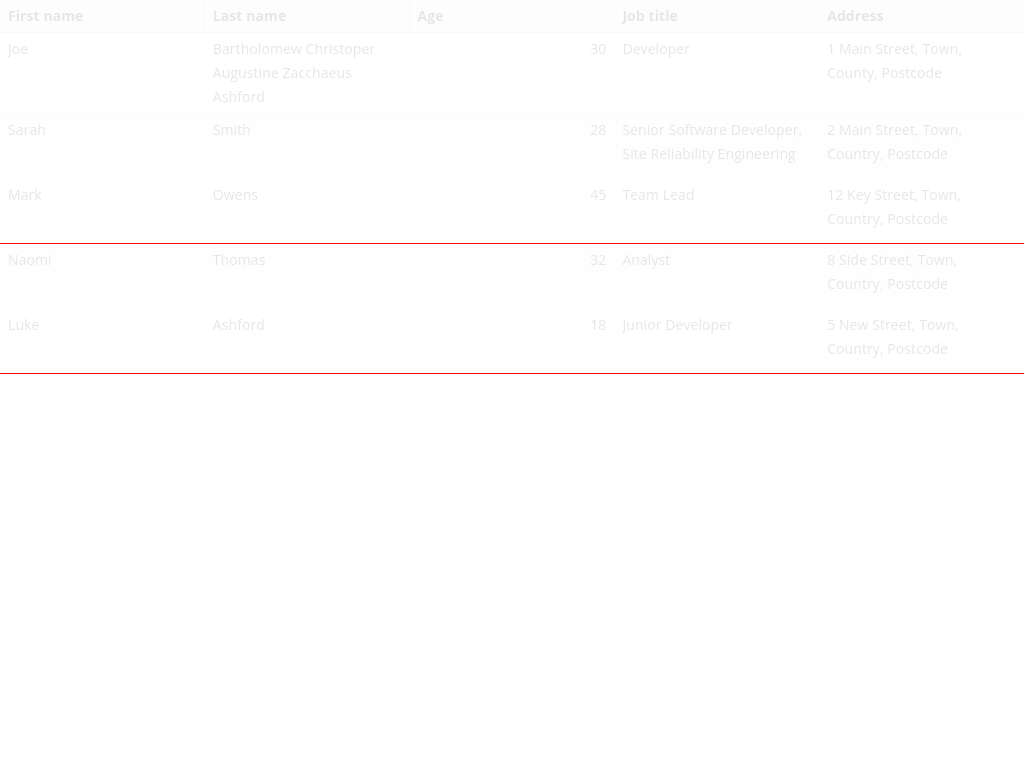 First name Last name Age Job title Address
Joe Bartholomew Christoper 30 Developer 1 Main Street, Town,
Augustine Zacchaeus County, Postcode
Ashford
Sarah Smith 28 Senior Software Developer, 2 Main Street, Town,
Site Reliability Engineering Country, Postcode
Mark Owens 45 Team Lead 12 Key Street, Town,
Country, Postcode
Naomi Thomas 32 Analyst 8 Side Street, Town,
Country, Postcode
Luke Ashford 18 Junior Developer 5 New Street, Town,
Country, Postcode